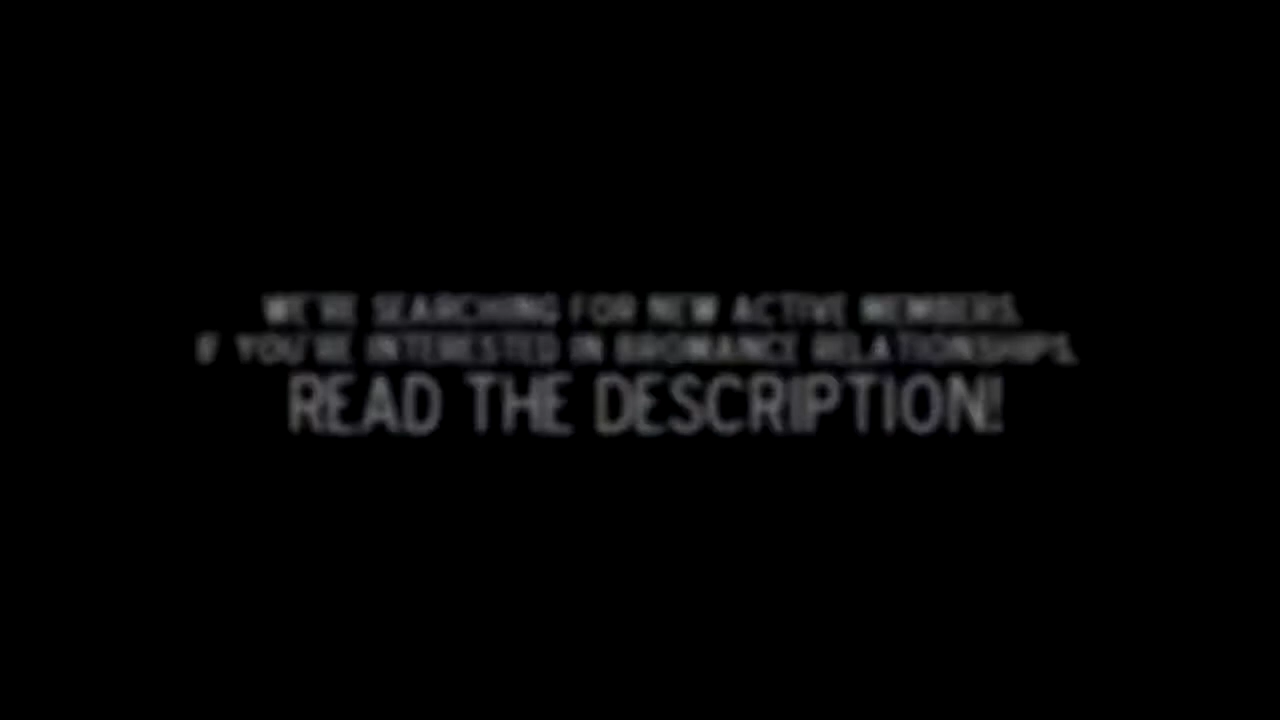 WE'RE SEARCHING FOR NEW ACTIVE MEMBERS.
IF YOU'RE INTERESTED IN BROMANCE RELATIONSHIPS,
READ THE DESCRIPTION!